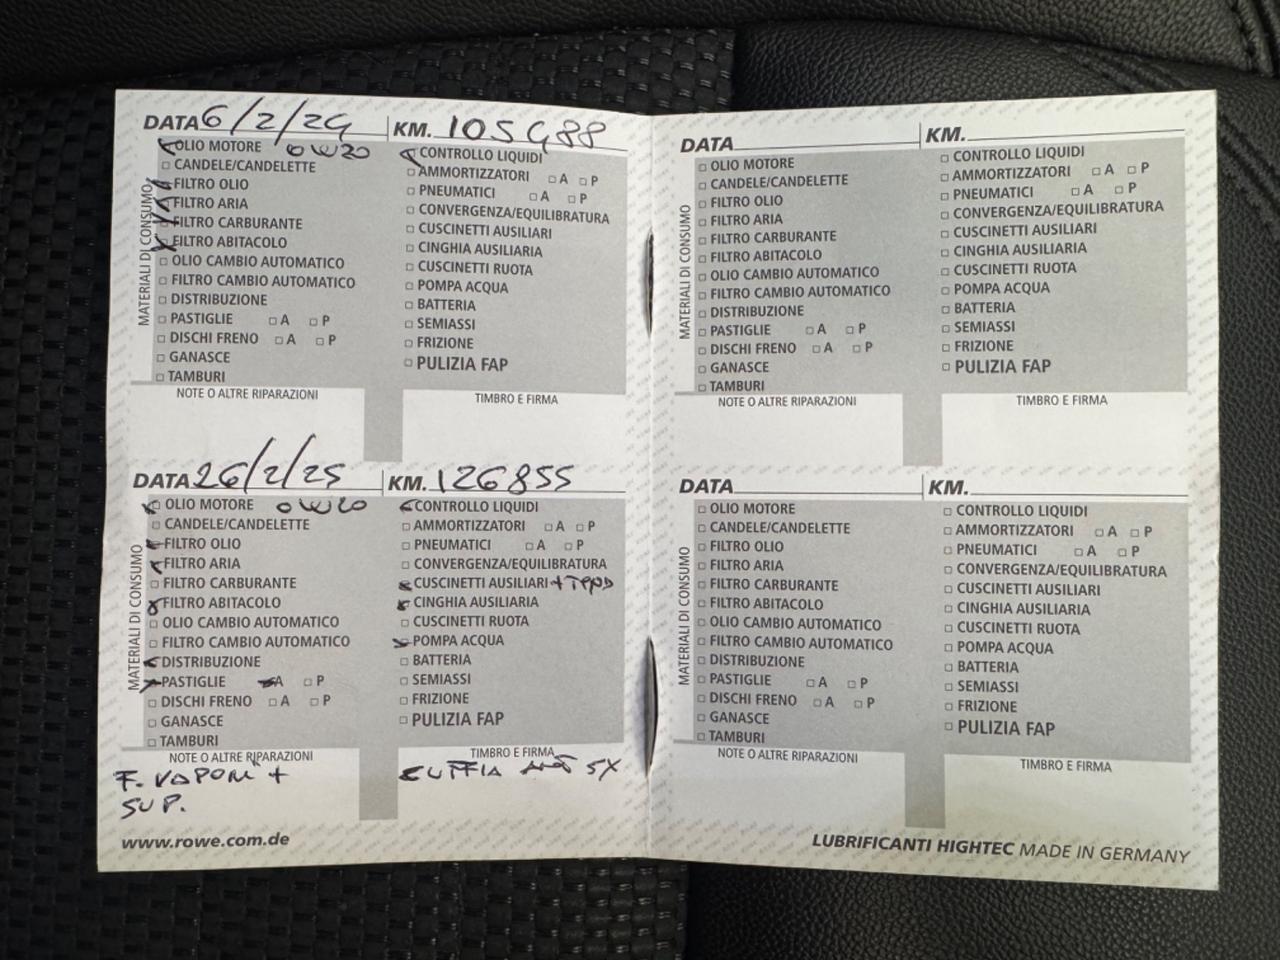 DATA 6/2/24 KM. 105488
OLIO MOTORE 0W20
CANDELE/CANDELETTE
FILTRO OLIO
FILTRO ARIA
FILTRO CARBURANTE
FILTRO ABITACOLO
OLIO CAMBIO AUTOMATICO
FILTRO CAMBIO AUTOMATICO
DISTRIBUZIONE
PASTIGLIE A P
DISCHI FRENO A P
GANASCE
TAMBURI
MATERIALI DI CONSUMO
CONTROLLO LIQUIDI
AMMORTIZZATORI A P
PNEUMATICI A P
CONVERGENZA/EQUILIBRATURA
CUSCINETTI AUSILIARI
CINGHIA AUSILIARIA
CUSCINETTI RUOTA
POMPA ACQUA
BATTERIA
SEMIASSI
FRIZIONE
PULIZIA FAP
NOTE O ALTRE RIPARAZIONI
TIMBRO E FIRMA
DATA 26/2/25 KM. 126855
OLIO MOTORE 0W20
CANDELE/CANDELETTE
FILTRO OLIO
FILTRO ARIA
FILTRO CARBURANTE
FILTRO ABITACOLO
OLIO CAMBIO AUTOMATICO
FILTRO CAMBIO AUTOMATICO
DISTRIBUZIONE
PASTIGLIE A P
DISCHI FRENO A P
GANASCE
TAMBURI
MATERIALI DI CONSUMO
CONTROLLO LIQUIDI
AMMORTIZZATORI A P
PNEUMATICI A P
CONVERGENZA/EQUILIBRATURA
CUSCINETTI AUSILIARI
CINGHIA AUSILIARIA
CUSCINETTI RUOTA
POMPA ACQUA
BATTERIA
SEMIASSI
FRIZIONE
PULIZIA FAP
NOTE O ALTRE RIPARAZIONI
F. VAPORI +
SUP.
TIMBRO E FIRMA
CUFFIA SX
www.rowe.com.de
DATA KM.
OLIO MOTORE
CANDELE/CANDELETTE
FILTRO OLIO
FILTRO ARIA
FILTRO CARBURANTE
FILTRO ABITACOLO
OLIO CAMBIO AUTOMATICO
FILTRO CAMBIO AUTOMATICO
DISTRIBUZIONE
PASTIGLIE A P
DISCHI FRENO A P
GANASCE
TAMBURI
MATERIALI DI CONSUMO
CONTROLLO LIQUIDI
AMMORTIZZATORI A P
PNEUMATICI A P
CONVERGENZA/EQUILIBRATURA
CUSCINETTI AUSILIARI
CINGHIA AUSILIARIA
CUSCINETTI RUOTA
POMPA ACQUA
BATTERIA
SEMIASSI
FRIZIONE
PULIZIA FAP
NOTE O ALTRE RIPARAZIONI
TIMBRO E FIRMA
DATA KM.
OLIO MOTORE
CANDELE/CANDELETTE
FILTRO OLIO
FILTRO ARIA
FILTRO CARBURANTE
FILTRO ABITACOLO
OLIO CAMBIO AUTOMATICO
FILTRO CAMBIO AUTOMATICO
DISTRIBUZIONE
PASTIGLIE A P
DISCHI FRENO A P
GANASCE
TAMBURI
MATERIALI DI CONSUMO
CONTROLLO LIQUIDI
AMMORTIZZATORI A P
PNEUMATICI A P
CONVERGENZA/EQUILIBRATURA
CUSCINETTI AUSILIARI
CINGHIA AUSILIARIA
CUSCINETTI RUOTA
POMPA ACQUA
BATTERIA
SEMIASSI
FRIZIONE
PULIZIA FAP
NOTE O ALTRE RIPARAZIONI
TIMBRO E FIRMA
LUBRIFICANTI HIGHTEC MADE IN GERMANY